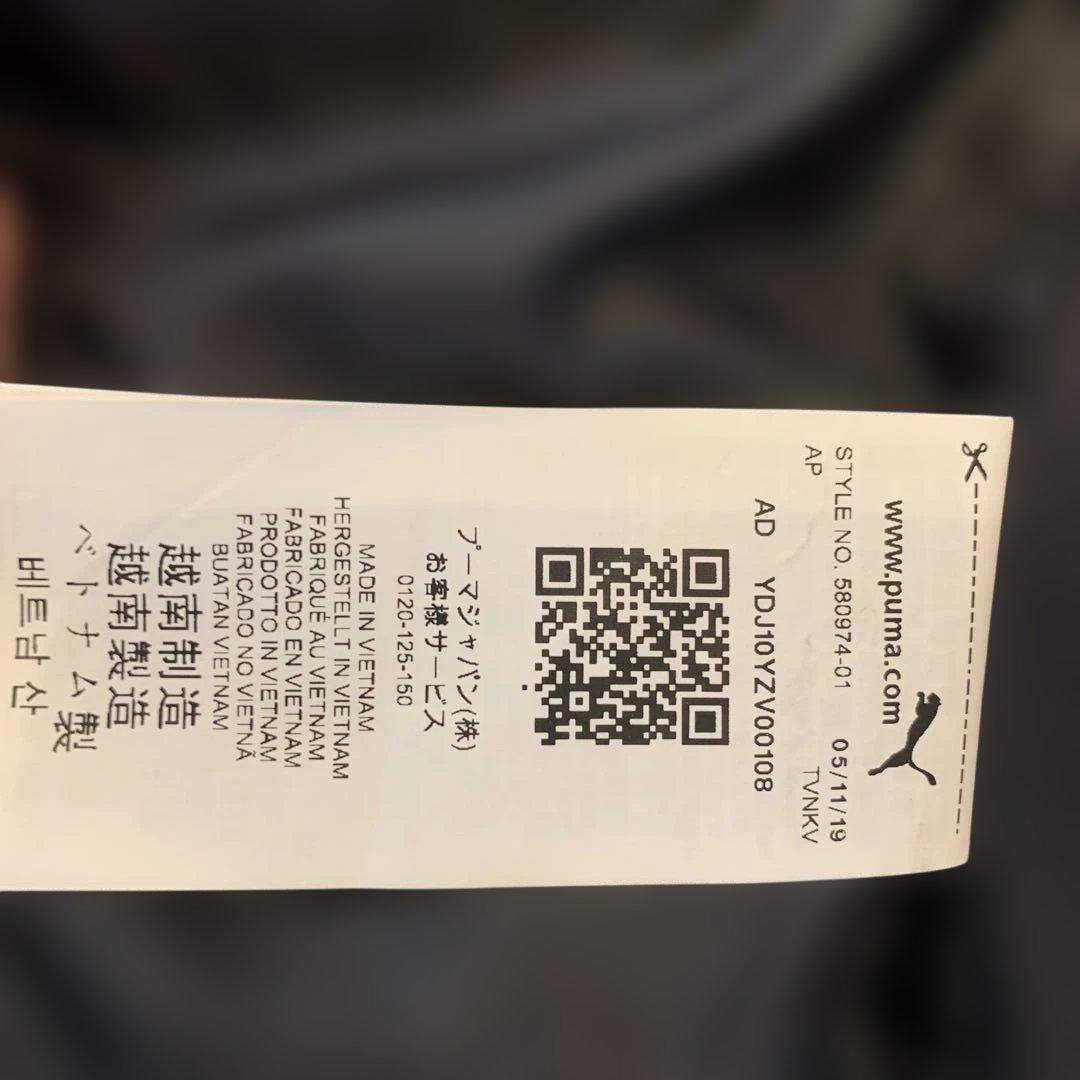 www.puma.com
STYLE NO. 580974-01 05/11/19
AP TVNKV
AD YDJ10YZV00108
プーマジャパン(株)
お客様サービス
0120-125-150
MADE IN VIETNAM
HERGESTELLT IN VIETNAM
FABRIQUÉ AU VIETNAM
FABRICADO EN VIETNAM
PRODOTTO IN VIETNAM
FABRICADO NO VIETNÃ
BUATAN VIETNAM
越南制造
越南製造
ベトナム製
베트남 산